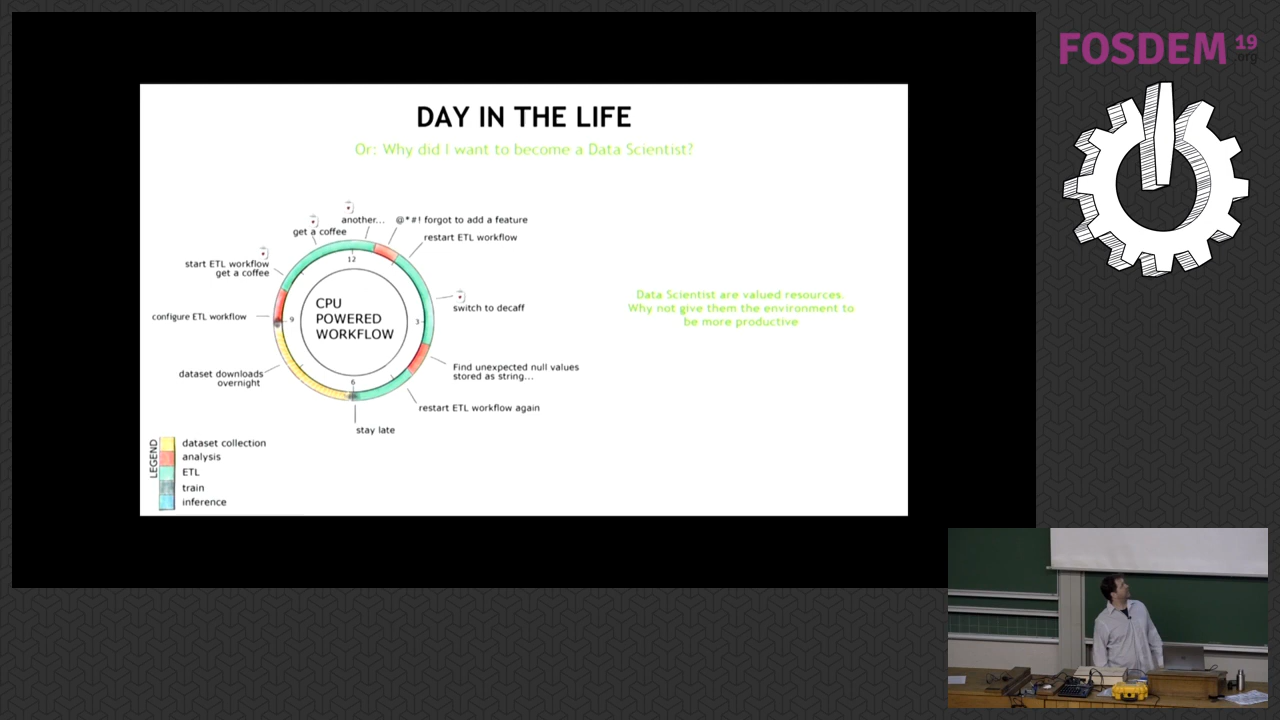 FOSDEM 19
.org
DAY IN THE LIFE
Or: Why did I want to become a Data Scientist?
another...
@*#! forgot to add a feature
get a coffee
restart ETL workflow
start ETL workflow
get a coffee
12
CPU
POWERED
WORKFLOW
9
3
6
switch to decaff
configure ETL workflow
dataset downloads
overnight
Find unexpected null values
stored as string...
restart ETL workflow again
stay late
Data Scientist are valued resources.
Why not give them the environment to
be more productive
LEGEND
dataset collection
analysis
ETL
train
inference